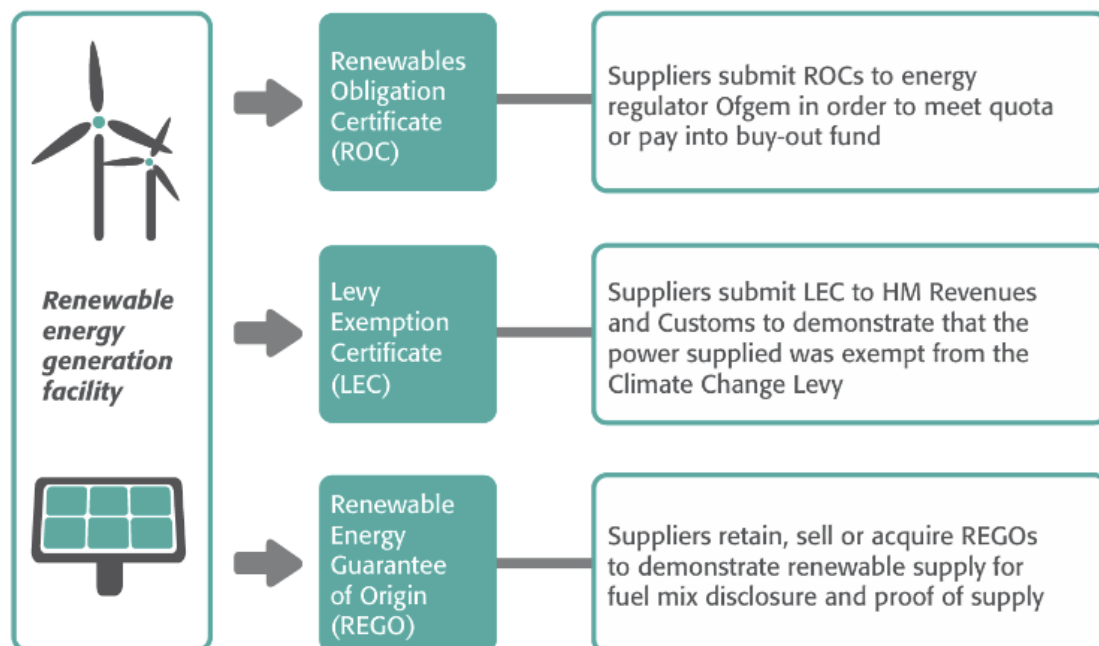 Renewables
Obligation
Certificate
(ROC)
Suppliers submit ROCs to energy
regulator Ofgem in order to meet quota
or pay into buy-out fund
Renewable
energy
generation
facility
Levy
Exemption
Certificate
(LEC)
Suppliers submit LEC to HM Revenues
and Customs to demonstrate that the
power supplied was exempt from the
Climate Change Levy
Renewable
Energy
Guarantee
of Origin
(REGO)
Suppliers retain, sell or acquire REGOs
to demonstrate renewable supply for
fuel mix disclosure and proof of supply